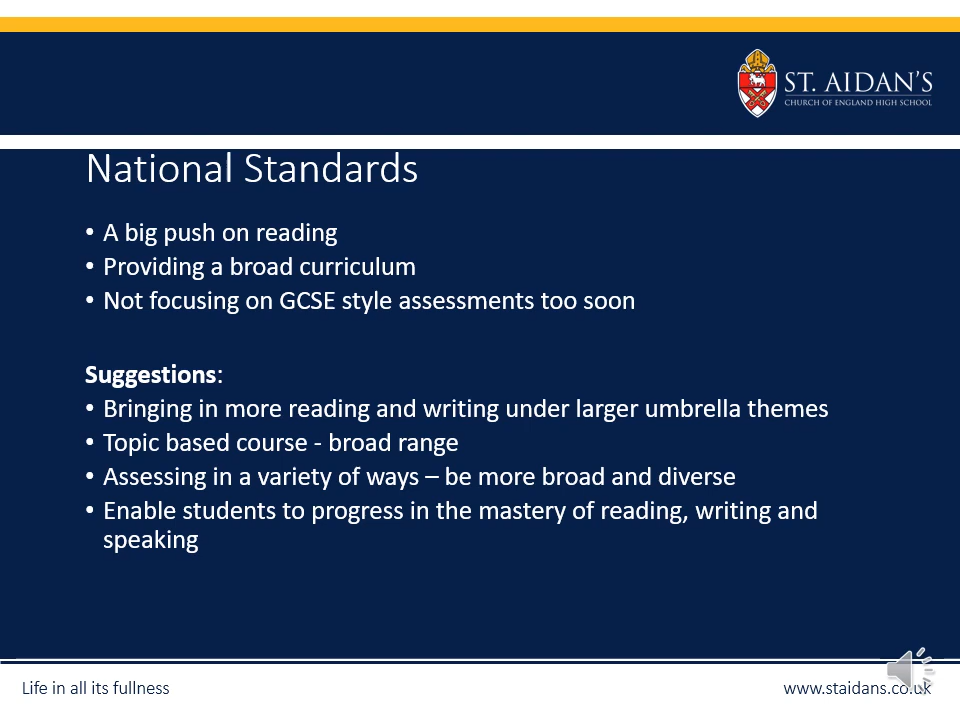 ST. AIDAN'S
CHURCH OF ENGLAND HIGH SCHOOL
National Standards
• A big push on reading
• Providing a broad curriculum
• Not focusing on GCSE style assessments too soon
Suggestions:
• Bringing in more reading and writing under larger umbrella themes
• Topic based course - broad range
• Assessing in a variety of ways – be more broad and diverse
• Enable students to progress in the mastery of reading, writing and
speaking
Life in all its fullness
www.staidans.co.uk